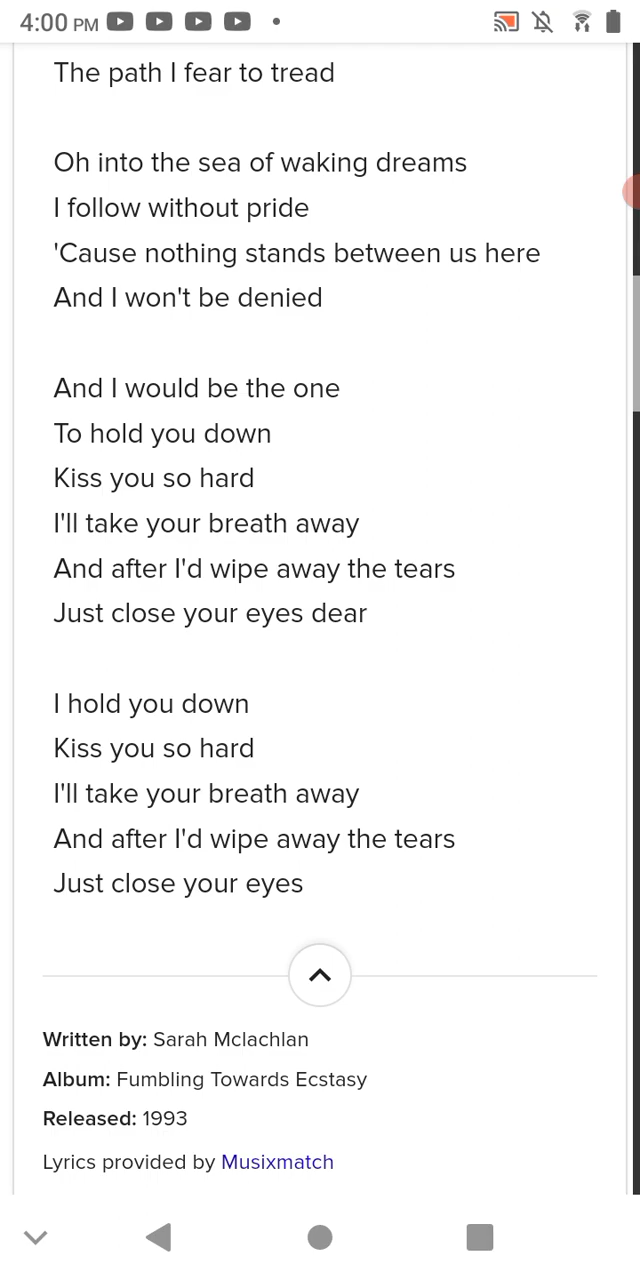 4:00 PM
The path I fear to tread
Oh into the sea of waking dreams
I follow without pride
'Cause nothing stands between us here
And I won't be denied
And I would be the one
To hold you down
Kiss you so hard
I'll take your breath away
And after I'd wipe away the tears
Just close your eyes dear
I hold you down
Kiss you so hard
I'll take your breath away
And after I'd wipe away the tears
Just close your eyes
Written by: Sarah Mclachlan
Album: Fumbling Towards Ecstasy
Released: 1993
Lyrics provided by Musixmatch